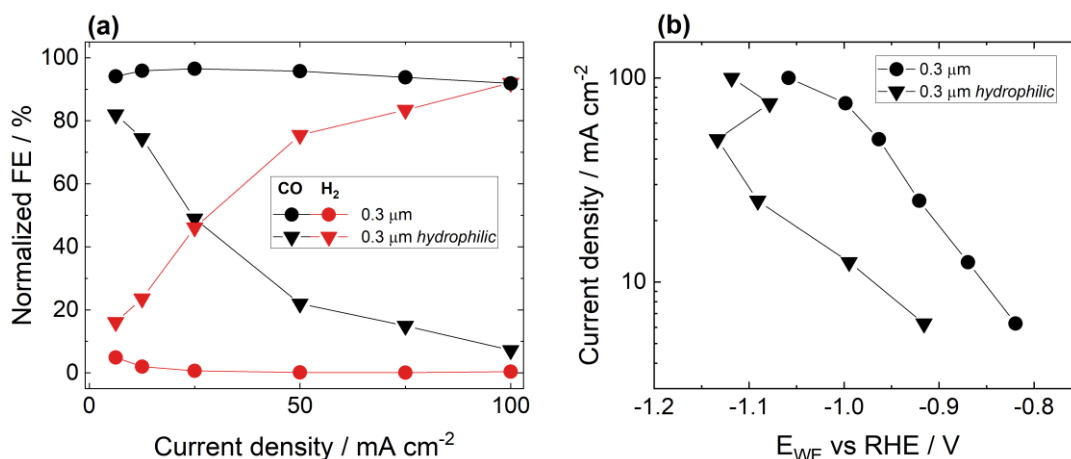 (a)
100
80
60
40
20
0
Normalized FE / %
CO H₂
0.3 μm
0.3 μm hydrophilic
0 50 100
Current density / mA cm⁻²
(b)
100
10
Current density / mA cm⁻²
0.3 μm
0.3 μm hydrophilic
-1.2 -1.1 -1.0 -0.9 -0.8
E_WE vs RHE / V